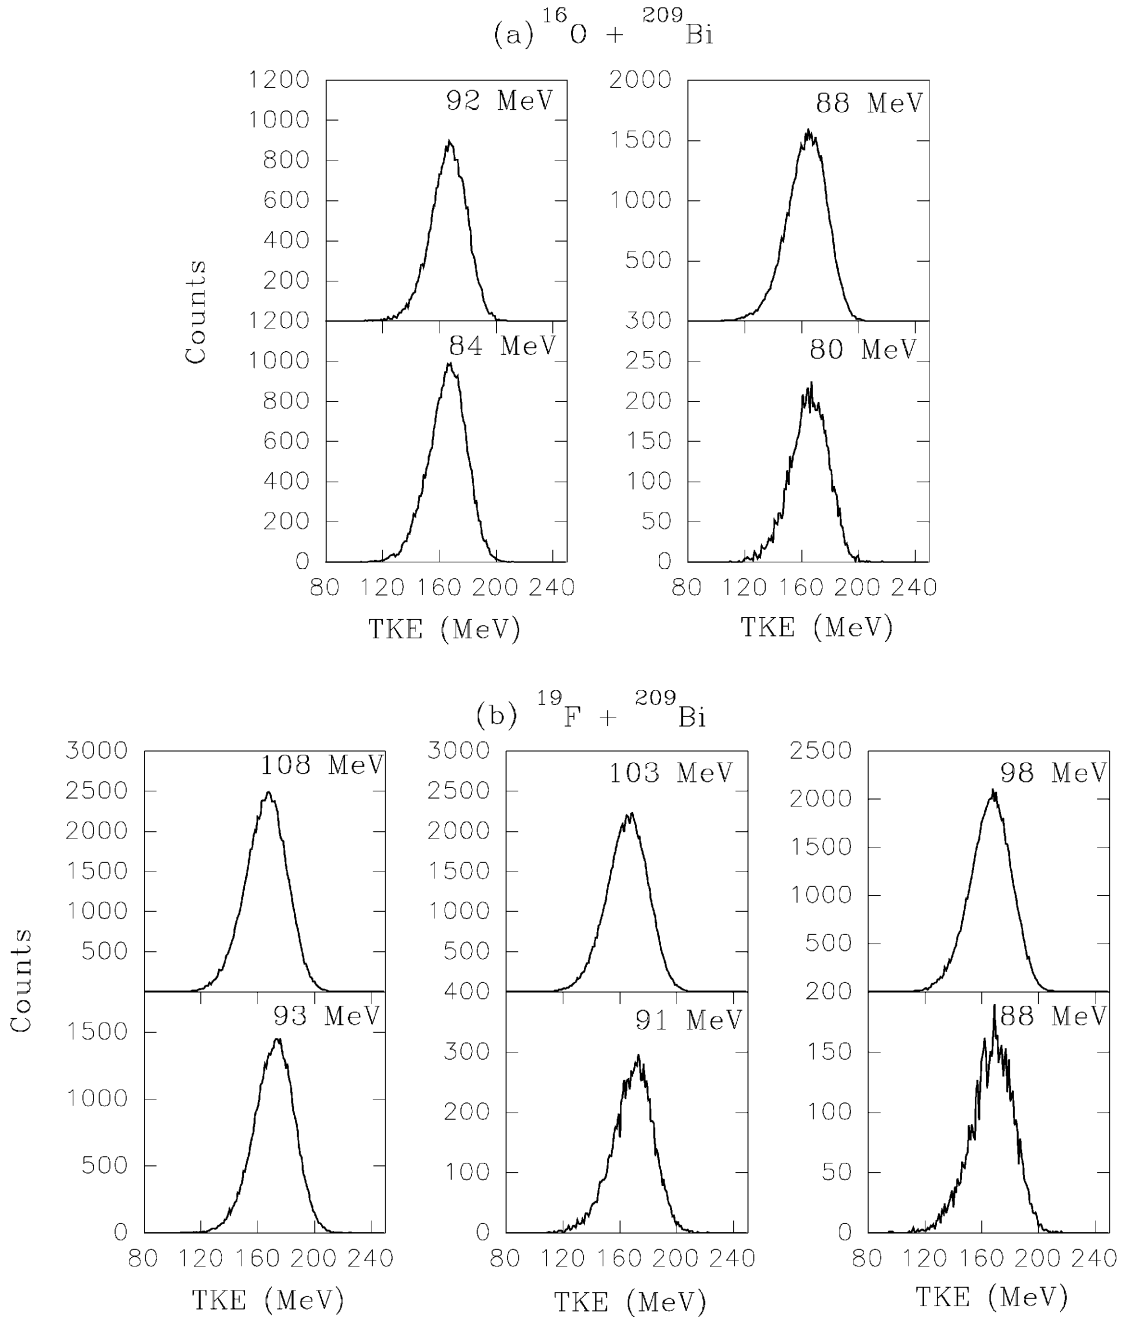 (a) ¹⁶O + ²⁰⁹Bi
1200 2000
92 MeV 88 MeV
1000
800 1500
600 1000
400 500
200
1200 300
84 MeV 80 MeV
1000 250
800 200
600 150
400 100
200 50
0 0
Counts
80 120 160 200 240 80 120 160 200 240
TKE (MeV) TKE (MeV)
(b) ¹⁹F + ²⁰⁹Bi
3000 3000 2500
108 MeV 103 MeV 98 MeV
2500 2500 2000
2000 2000 1500
1500 1500 1000
1000 1000 500
500 500
400 200
93 MeV 91 MeV 88 MeV
1500 300 150
1000 200 100
500 100 50
0 0 0
Counts
80 120 160 200 240 80 120 160 200 240 80 120 160 200 240
TKE (MeV) TKE (MeV) TKE (MeV)